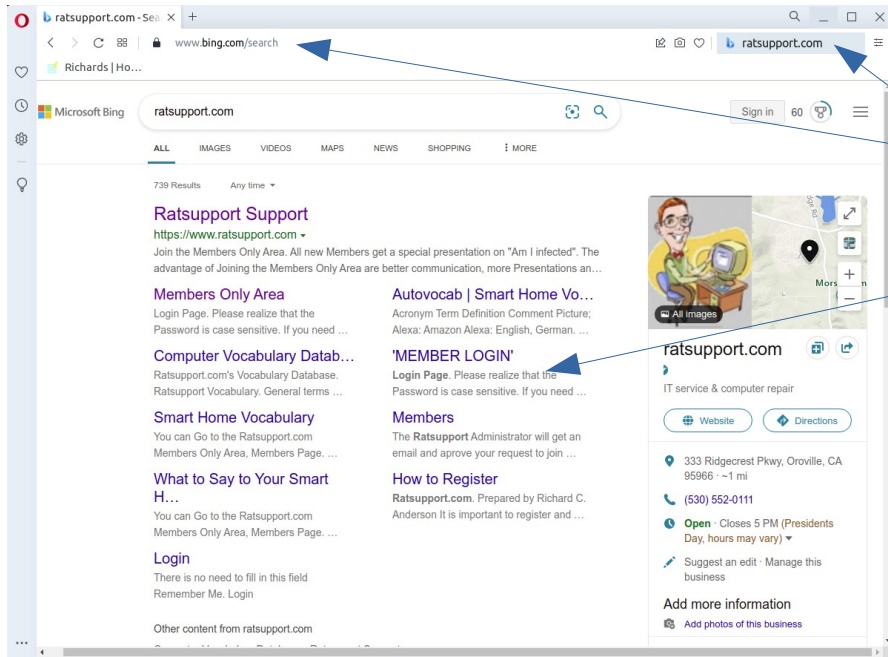 ratsupport.com - Sea
www.bing.com/search
ratsupport.com
Richards | Ho...
Microsoft Bing
ratsupport.com
Sign in
60
ALL IMAGES VIDEOS MAPS NEWS SHOPPING MORE
739 Results Any time
Ratsupport Support
https://www.ratsupport.com
Join the Members Only Area. All new Members get a special presentation on "Am I infected". The
advantage of Joining the Members Only Area are better communication, more Presentations an…
Members Only Area
Login Page. Please realize that the
Password is case sensitive. If you need …
Autovocab | Smart Home Vo…
Acronym Term Definition Comment Picture;
Alexa: Amazon Alexa: English, German. …
Computer Vocabulary Datab…
Ratsupport.com's Vocabulary Database.
Ratsupport Vocabulary. General terms …
'MEMBER LOGIN'
Login Page. Please realize that the
Password is case sensitive. If you need …
Smart Home Vocabulary
You can Go to the Ratsupport.com
Members Only Area, Members Page. …
Members
The Ratsupport Administrator will get an
email and aprove your request to join …
What to Say to Your Smart
H…
You can Go to the Ratsupport.com
Members Only Area, Members Page. …
How to Register
Ratsupport.com. Prepared by Richard C.
Anderson It is important to register and …
Login
There is no need to fill in this field
Remember Me. Login
Other content from ratsupport.com
All images
ratsupport.com
IT service & computer repair
Website
Directions
333 Ridgecrest Pkwy, Oroville, CA
95966 · ~1 mi
(530) 552-0111
Open · Closes 5 PM (Presidents
Day, hours may vary)
Suggest an edit · Manage this
business
Add more information
Add photos of this business